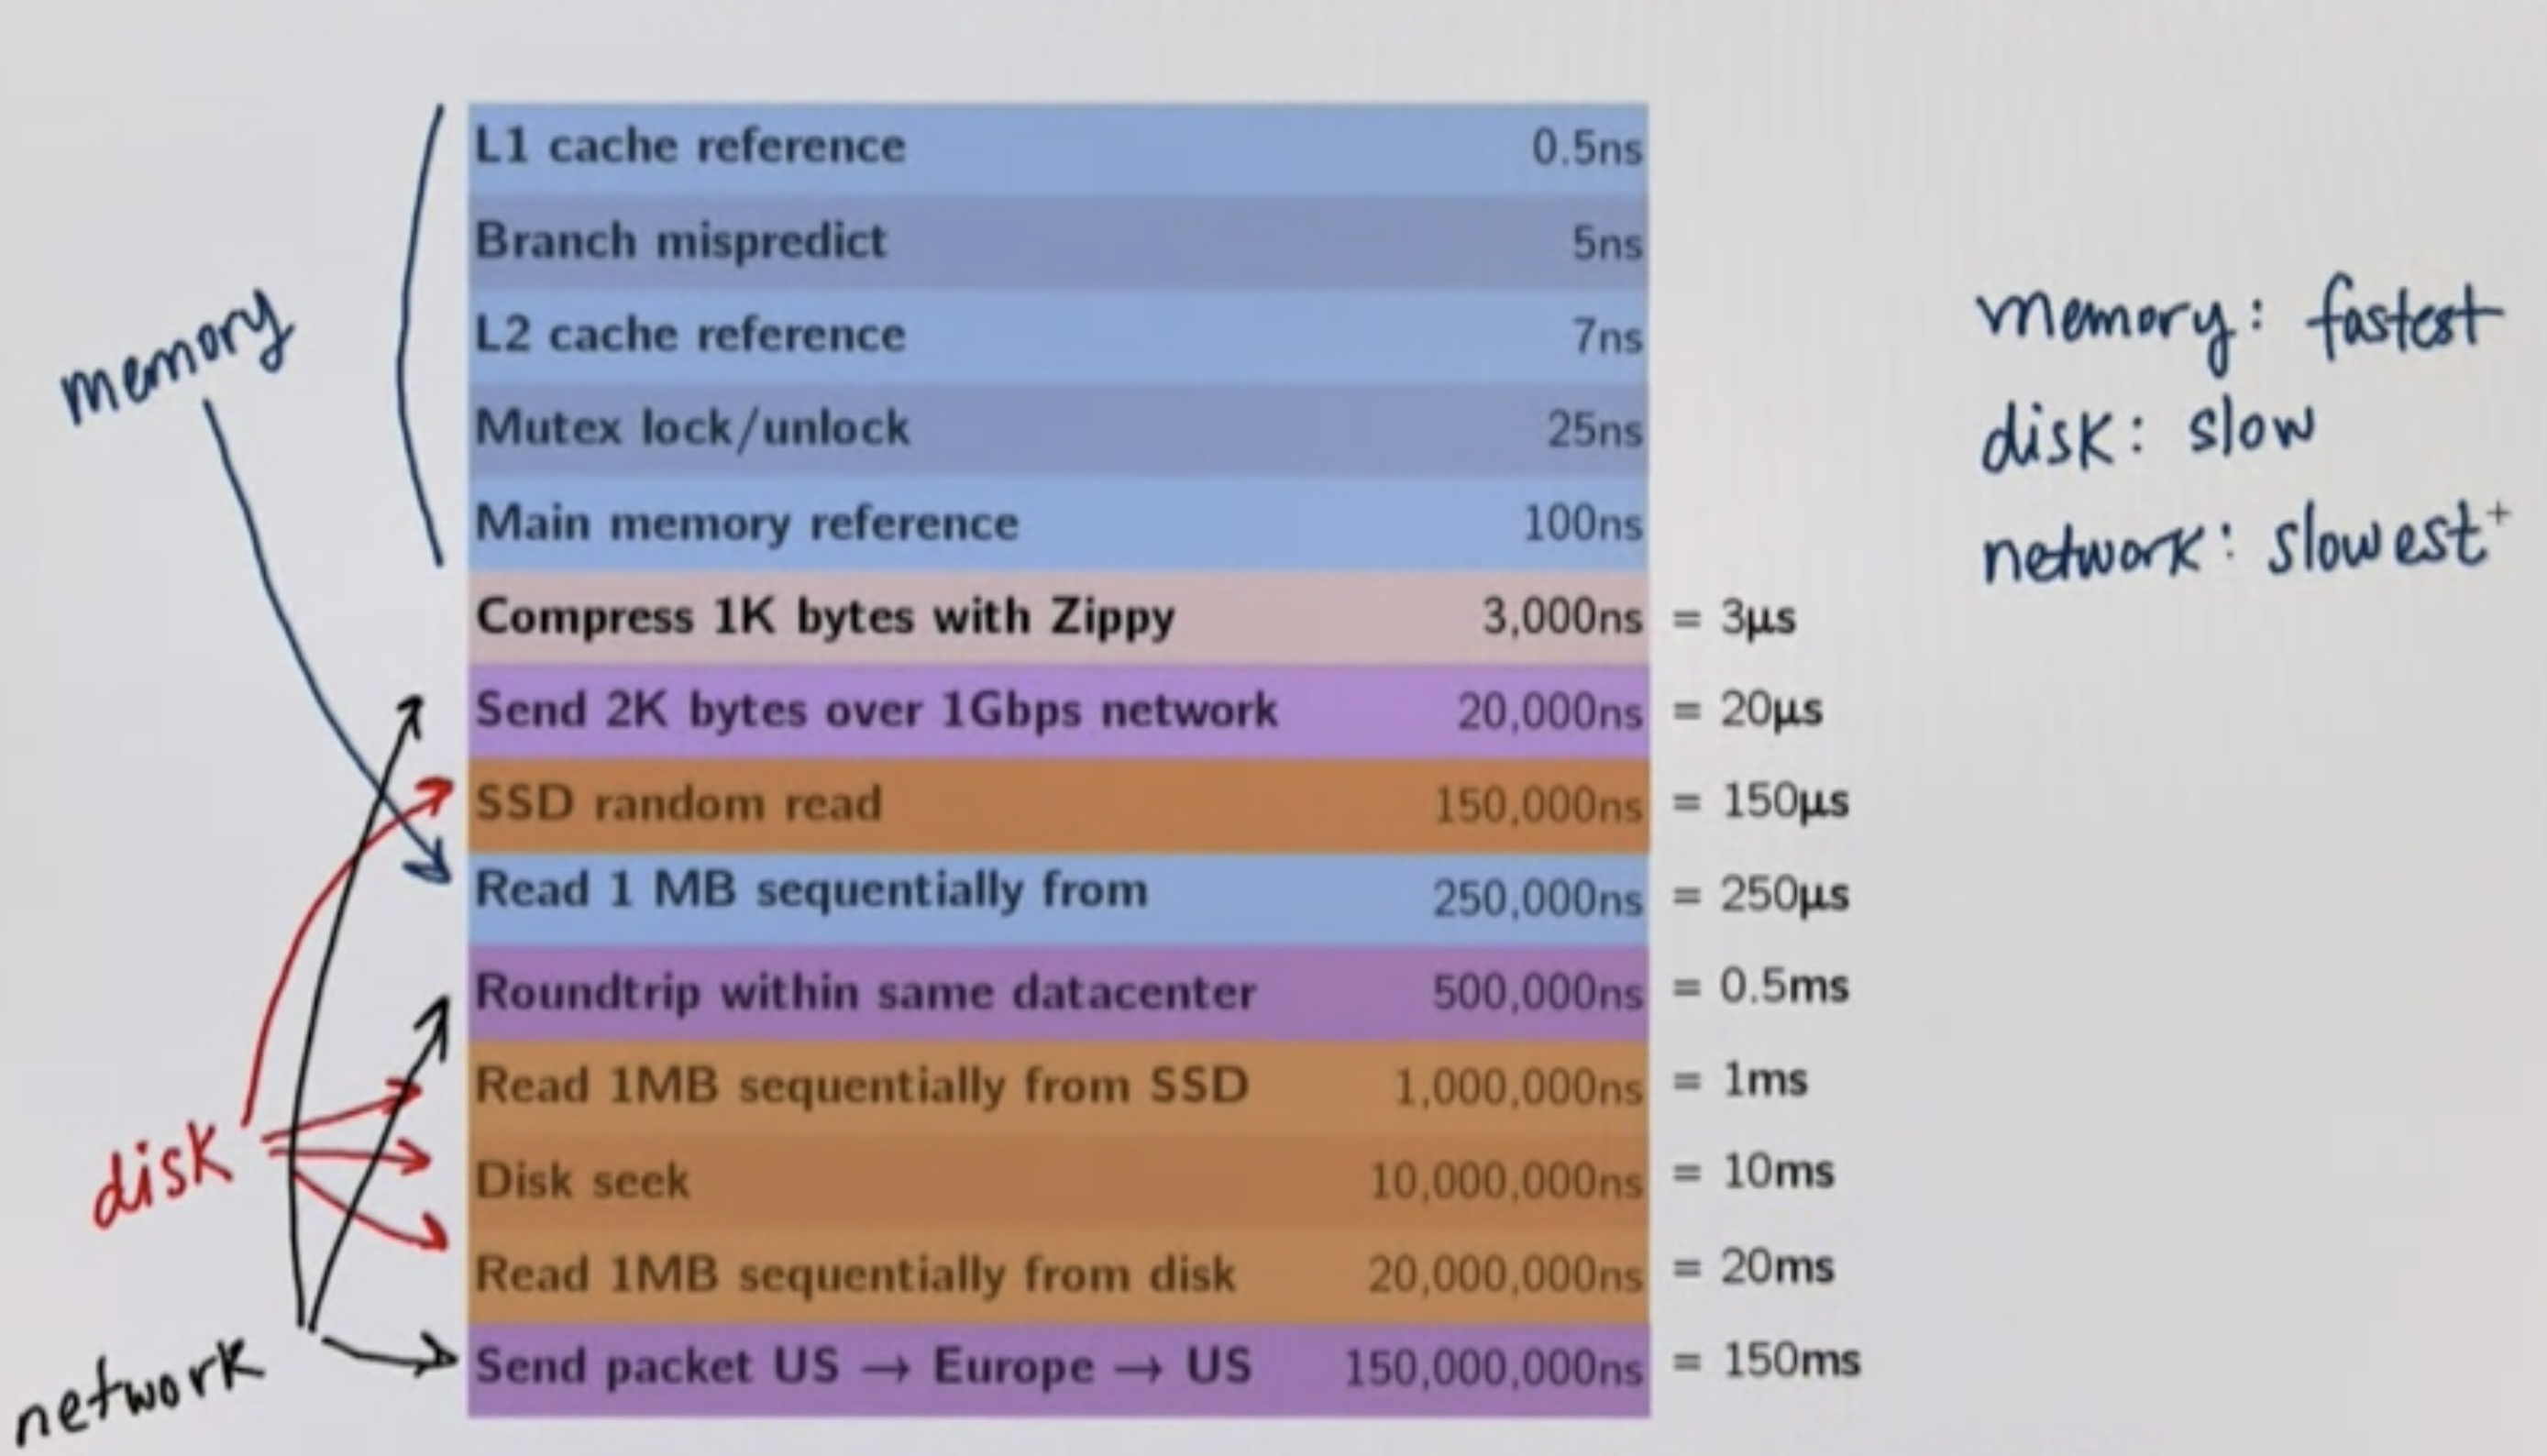 L1 cache reference 0.5ns
Branch mispredict 5ns
L2 cache reference 7ns
Mutex lock/unlock 25ns
Main memory reference 100ns
Compress 1K bytes with Zippy 3,000ns = 3µs
Send 2K bytes over 1Gbps network 20,000ns = 20µs
SSD random read 150,000ns = 150µs
Read 1 MB sequentially from 250,000ns = 250µs
Roundtrip within same datacenter 500,000ns = 0.5ms
Read 1MB sequentially from SSD 1,000,000ns = 1ms
Disk seek 10,000,000ns = 10ms
Read 1MB sequentially from disk 20,000,000ns = 20ms
Send packet US → Europe → US 150,000,000ns = 150ms
memory
disk
network
memory: fastest
disk: slow
network: slowest